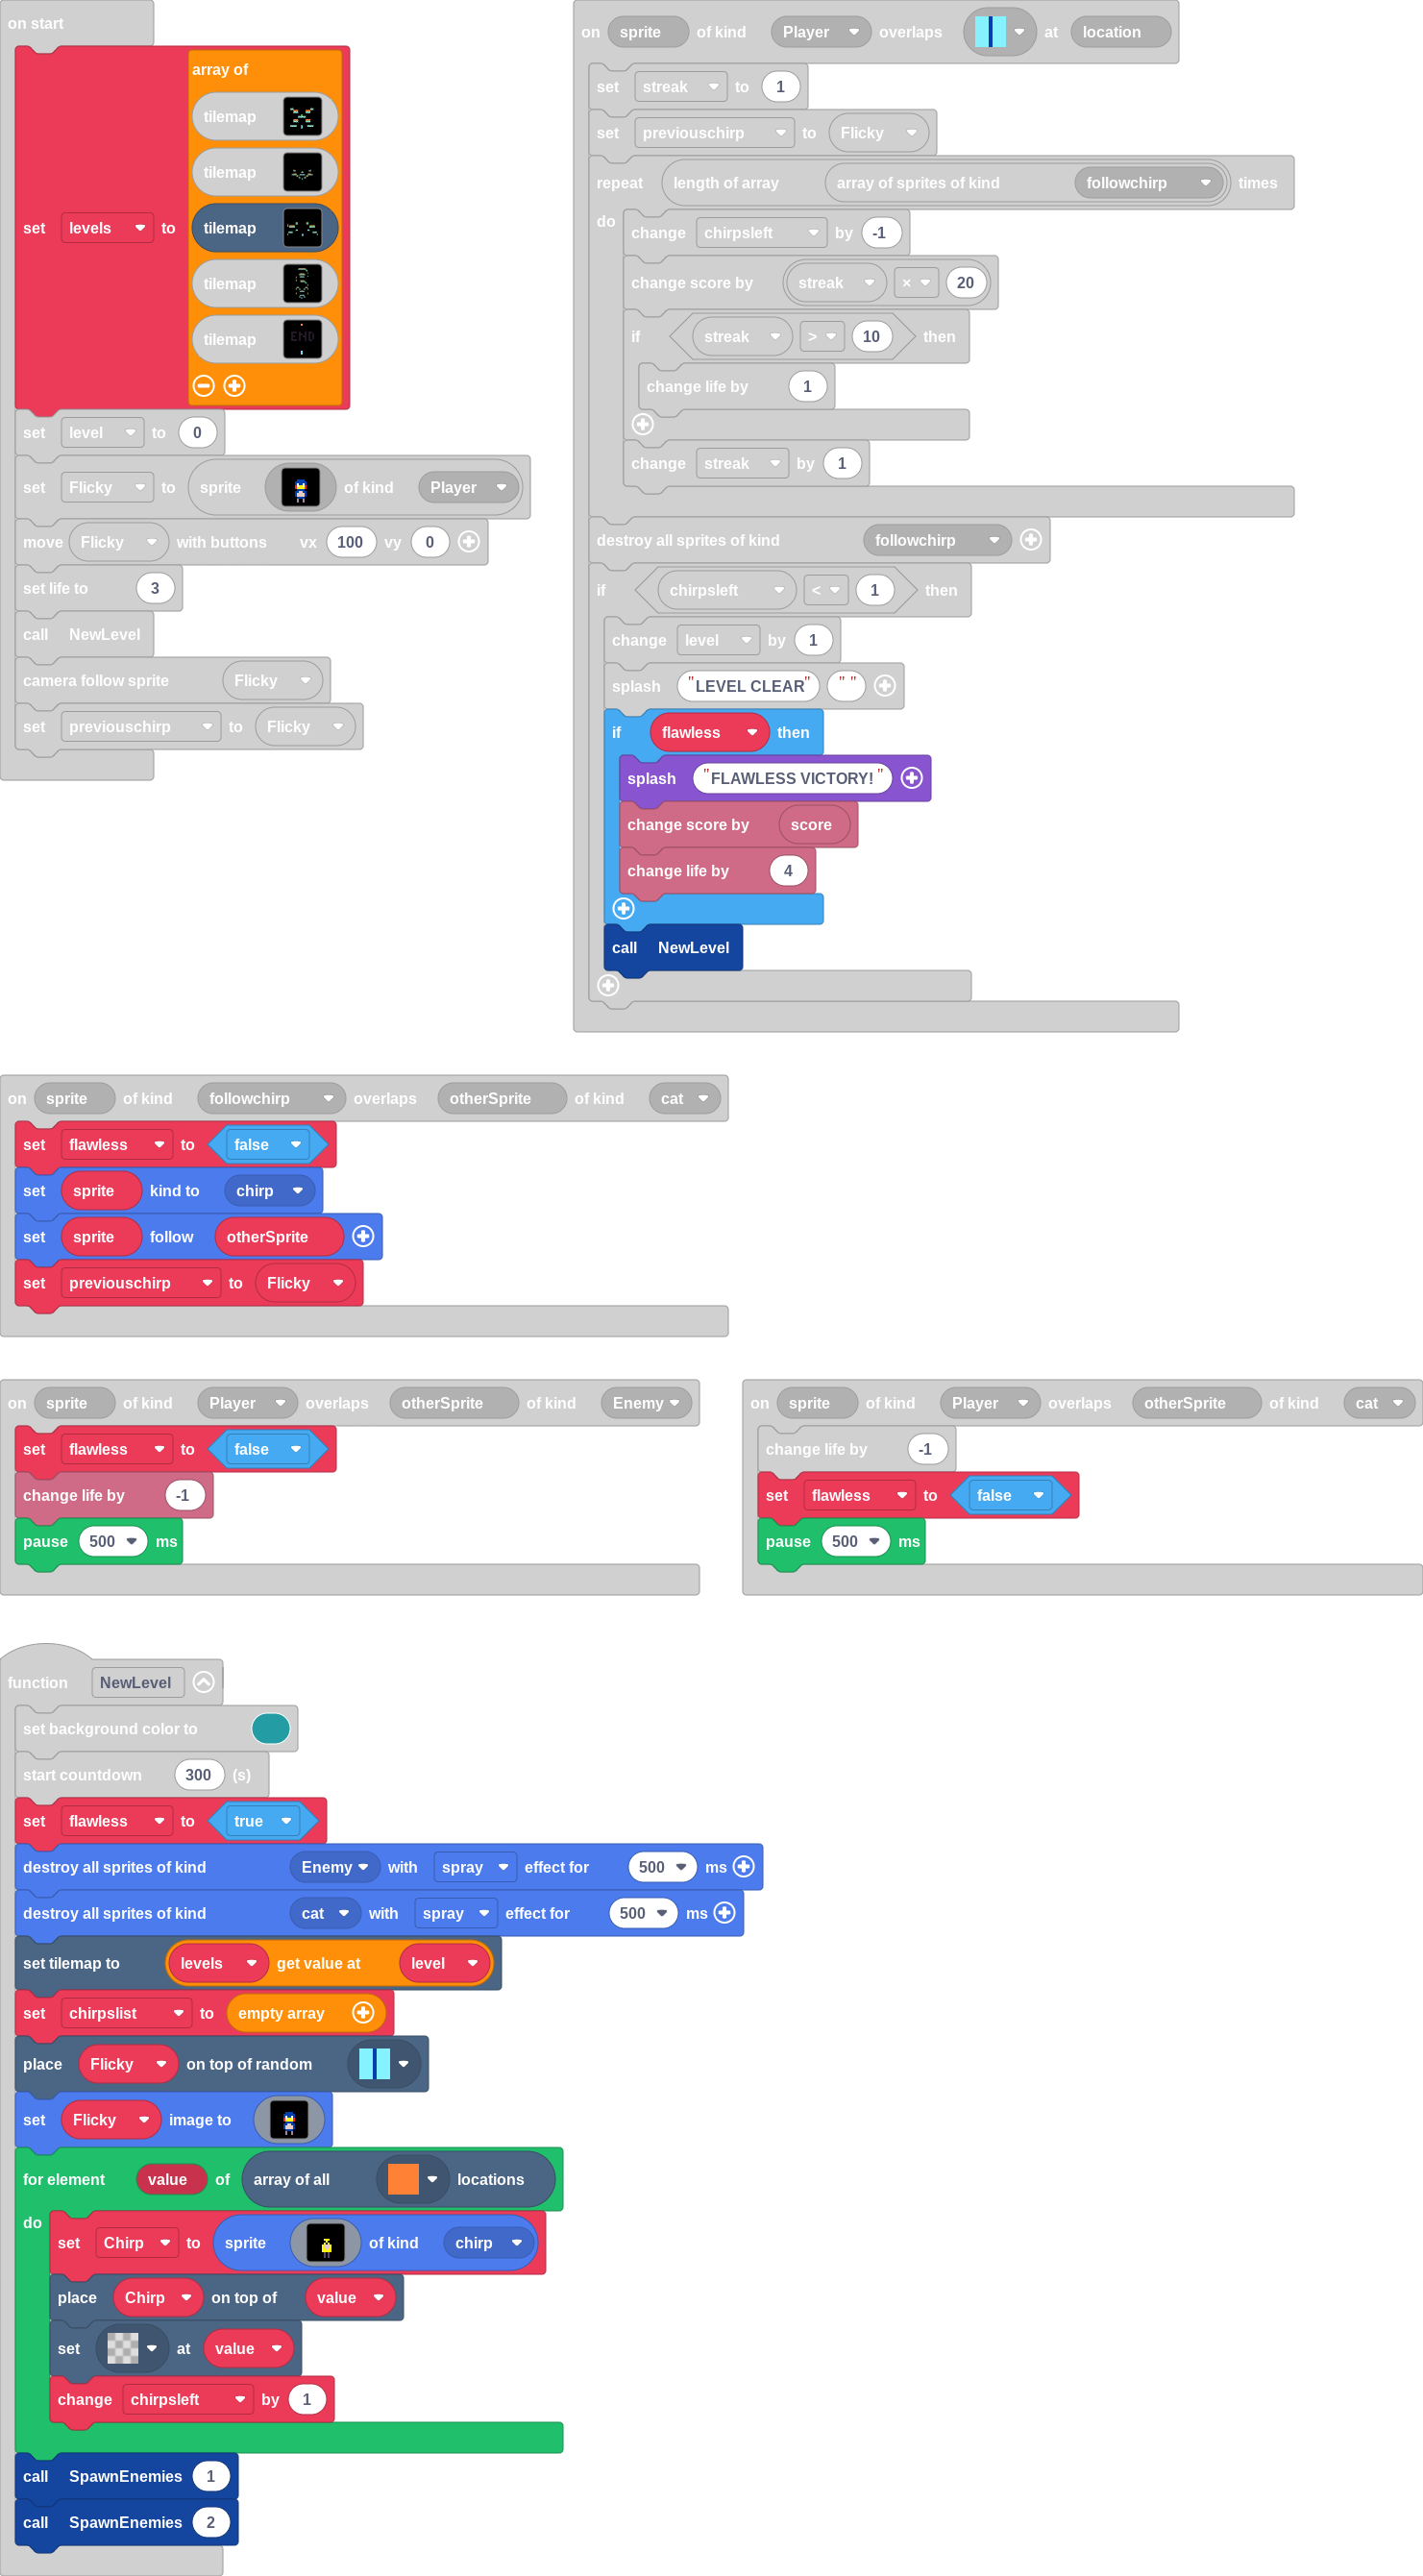 on start
set levels to array of
tilemap
tilemap
tilemap
tilemap
tilemap END
set level to 0
set Flicky to sprite of kind Player
move Flicky with buttons vx 100 vy 0
set life to 3
call NewLevel
camera follow sprite Flicky
set previouschirp to Flicky
on sprite of kind Player overlaps at location
set streak to 1
set previouschirp to Flicky
repeat length of array array of sprites of kind followchirp times
do
change chirpsleft by -1
change score by streak × 20
if streak > 10 then
change life by 1
change streak by 1
destroy all sprites of kind followchirp
if chirpsleft < 1 then
change level by 1
splash "LEVEL CLEAR" " "
if flawless then
splash "FLAWLESS VICTORY! "
change score by score
change life by 4
call NewLevel
on sprite of kind followchirp overlaps otherSprite of kind cat
set flawless to false
set sprite kind to chirp
set sprite follow otherSprite
set previouschirp to Flicky
on sprite of kind Player overlaps otherSprite of kind Enemy
set flawless to false
change life by -1
pause 500 ms
on sprite of kind Player overlaps otherSprite of kind cat
change life by -1
set flawless to false
pause 500 ms
function NewLevel
set background color to
start countdown 300 (s)
set flawless to true
destroy all sprites of kind Enemy with spray effect for 500 ms
destroy all sprites of kind cat with spray effect for 500 ms
set tilemap to levels get value at level
set chirpslist to empty array
place Flicky on top of random
set Flicky image to
for element value of array of all locations
do
set Chirp to sprite of kind chirp
place Chirp on top of value
set at value
change chirpsleft by 1
call SpawnEnemies 1
call SpawnEnemies 2